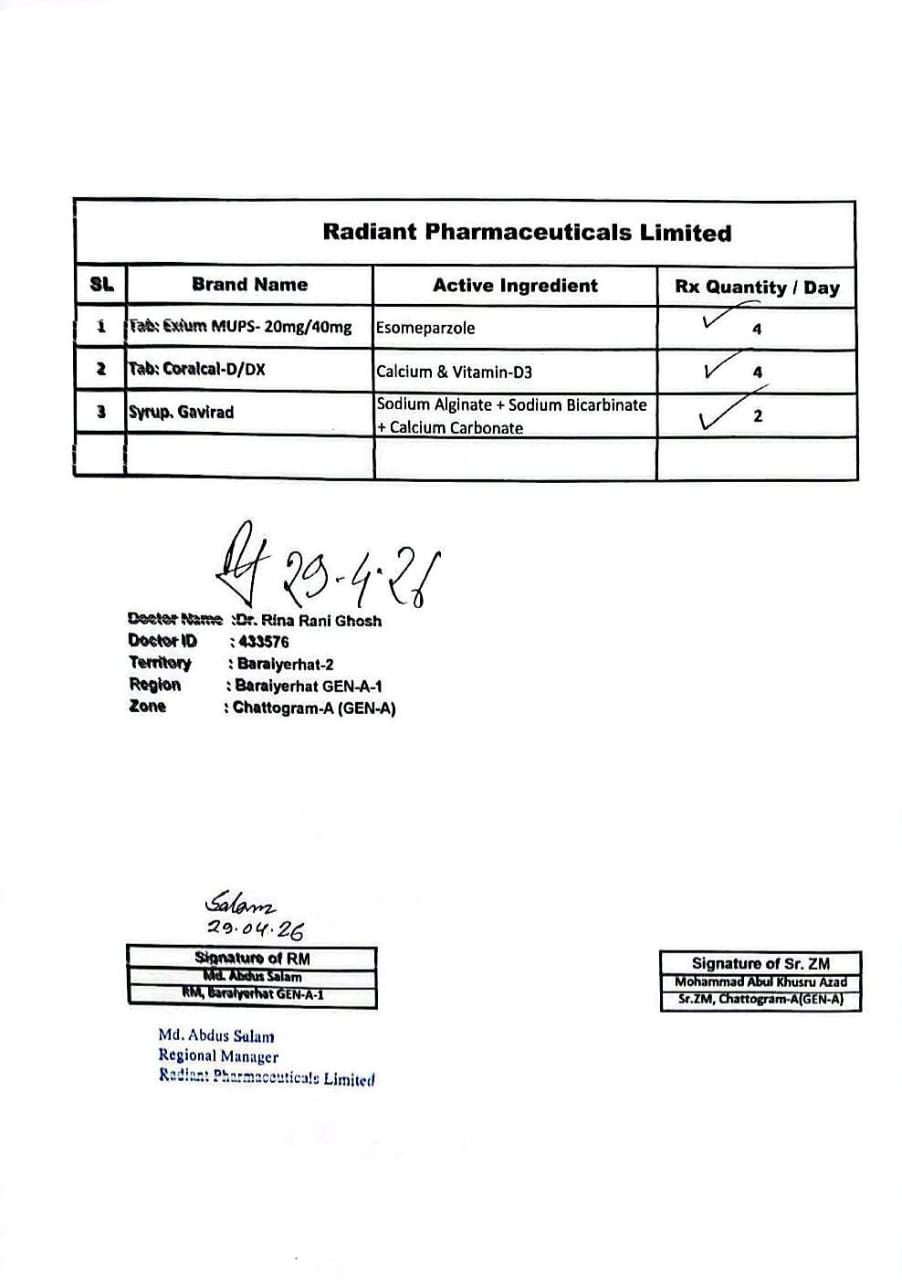 Radiant Pharmaceuticals Limited
SL Brand Name Active Ingredient Rx Quantity / Day
1 Tab: Exium MUPS- 20mg/40mg Esomeparzole 4
2 Tab: Coralcal-D/DX Calcium & Vitamin-D3 4
3 Syrup. Gavirad Sodium Alginate + Sodium Bicarbinate
+ Calcium Carbonate 2
29-4-26
Doctor Name :Dr. Rina Rani Ghosh
Doctor ID : 433576
Territory : Baraiyerhat-2
Region : Baraiyerhat GEN-A-1
Zone : Chattogram-A (GEN-A)
Salam
29.04.26
Signature of RM
Md. Abdus Salam
RM, Baraiyerhat GEN-A-1
Signature of Sr. ZM
Mohammad Abul Khusru Azad
Sr.ZM, Chattogram-A(GEN-A)
Md. Abdus Salam
Regional Manager
Radiant Pharmaceuticals Limited